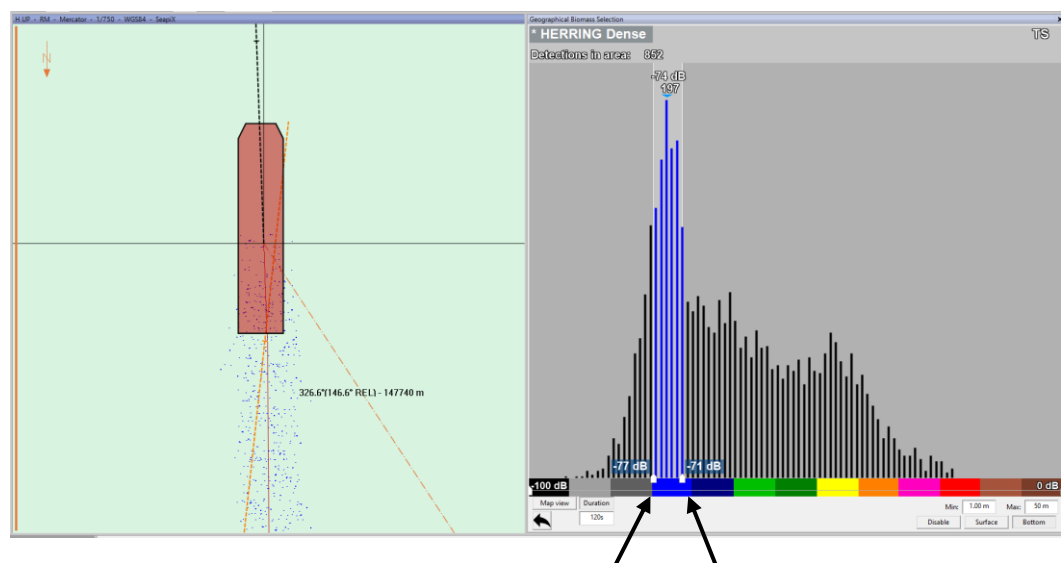 H UP - RM - Mercator - 1/750 - WGS84 - SeapiX
N
326.6°(146.6° REL) - 147740 m
Geographical Biomass Selection
* HERRING Dense
TS
Detections in area: 852
-74 dB
197
-77 dB
-71 dB
-100 dB
0 dB
Map view
Duration
120s
Min: 1.00 m
Max: 50 m
Disable
Surface
Bottom